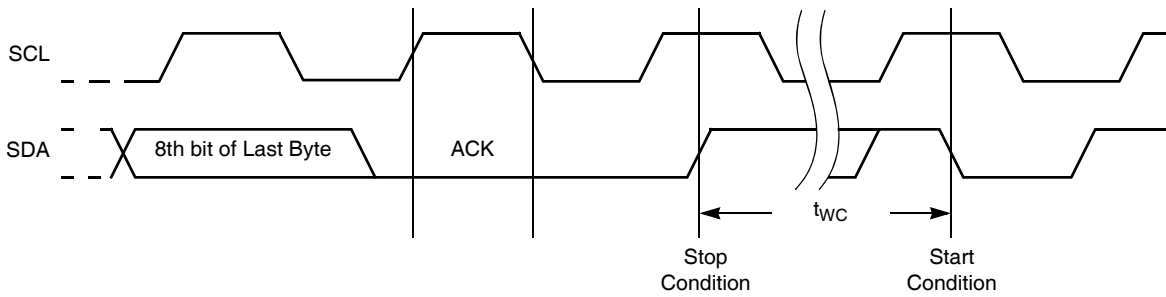 SCL
SDA
8th bit of Last Byte
ACK
tWC
Stop
Condition
Start
Condition